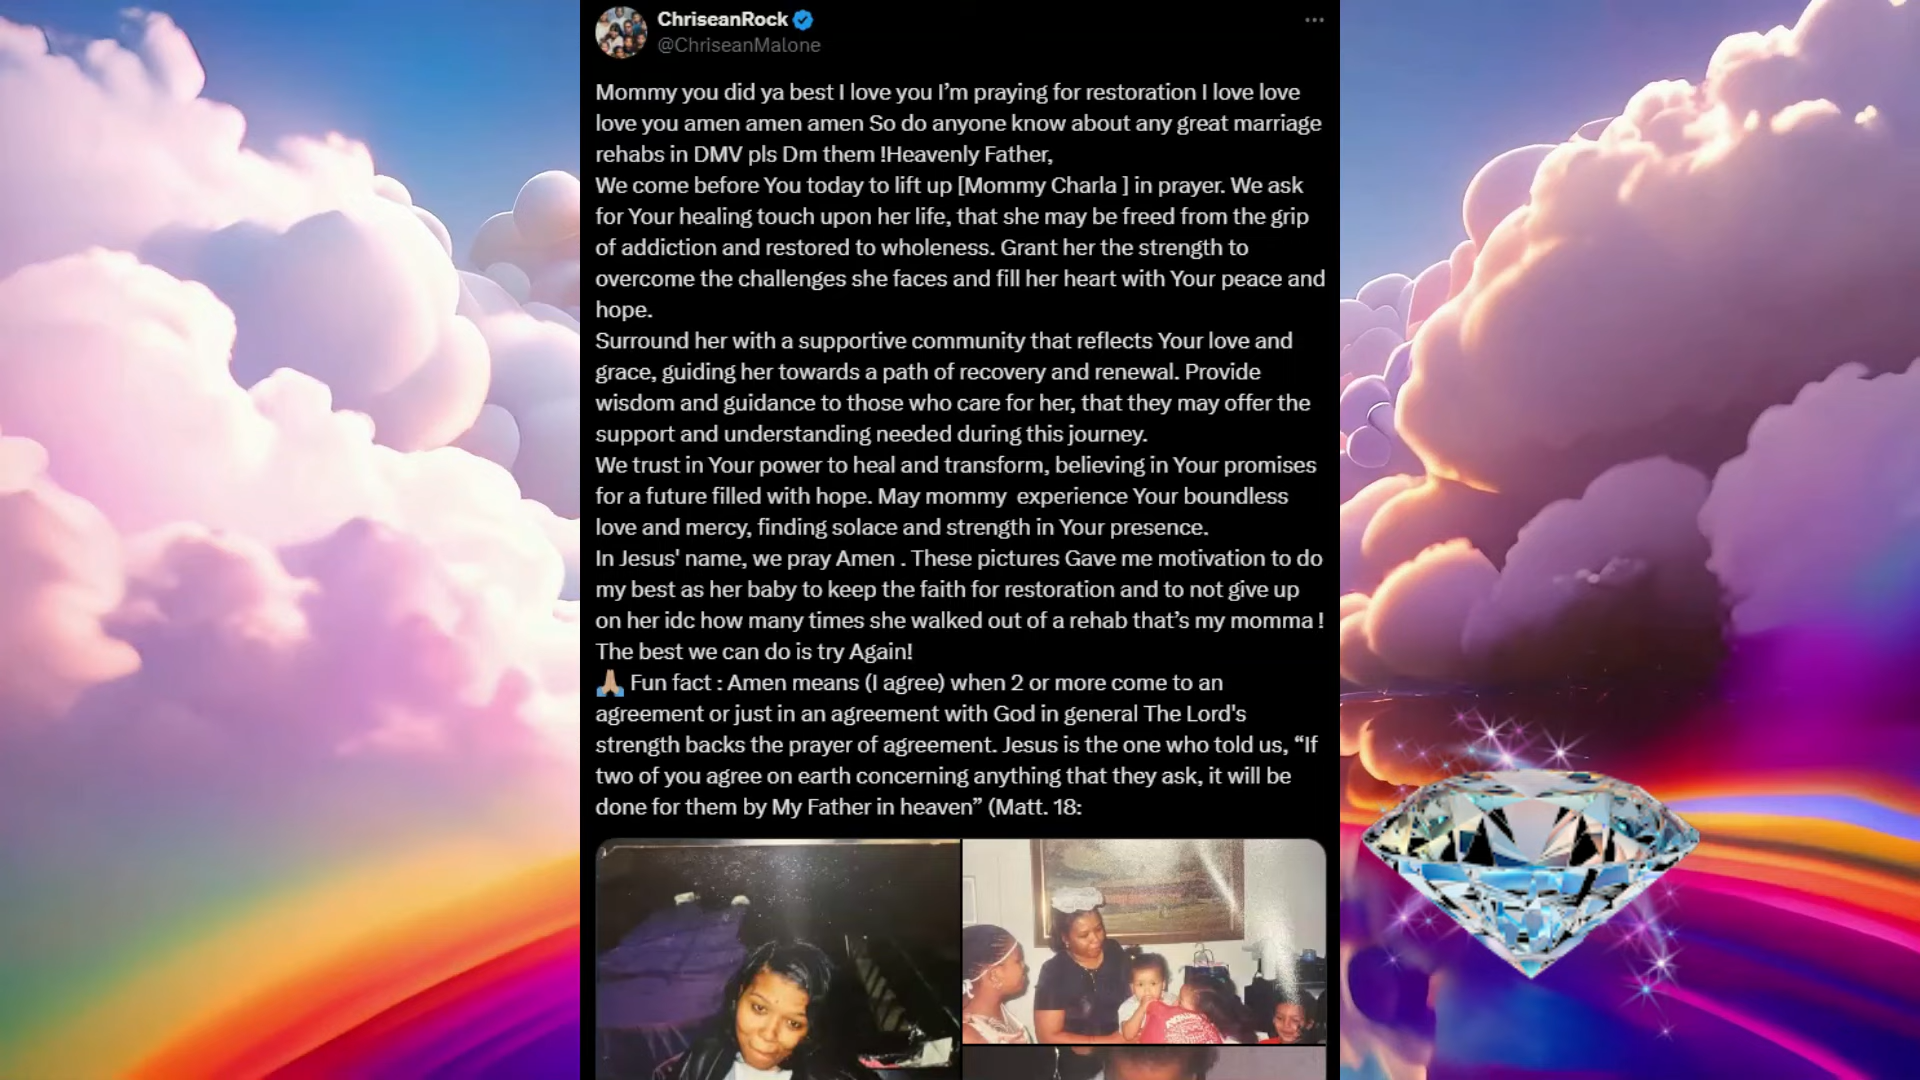 ChriseanRock
@ChriseanMalone
Mommy you did ya best I love you I’m praying for restoration I love love
love you amen amen amen So do anyone know about any great marriage
rehabs in DMV pls Dm them !Heavenly Father,
We come before You today to lift up [Mommy Charla ] in prayer. We ask
for Your healing touch upon her life, that she may be freed from the grip
of addiction and restored to wholeness. Grant her the strength to
overcome the challenges she faces and fill her heart with Your peace and
hope.
Surround her with a supportive community that reflects Your love and
grace, guiding her towards a path of recovery and renewal. Provide
wisdom and guidance to those who care for her, that they may offer the
support and understanding needed during this journey.
We trust in Your power to heal and transform, believing in Your promises
for a future filled with hope. May mommy  experience Your boundless
love and mercy, finding solace and strength in Your presence.
In Jesus' name, we pray Amen . These pictures Gave me motivation to do
my best as her baby to keep the faith for restoration and to not give up
on her idc how many times she walked out of a rehab that’s my momma !
The best we can do is try Again!
🙏🏼 Fun fact : Amen means (I agree) when 2 or more come to an
agreement or just in an agreement with God in general The Lord's
strength backs the prayer of agreement. Jesus is the one who told us, “If
two of you agree on earth concerning anything that they ask, it will be
done for them by My Father in heaven” (Matt. 18: